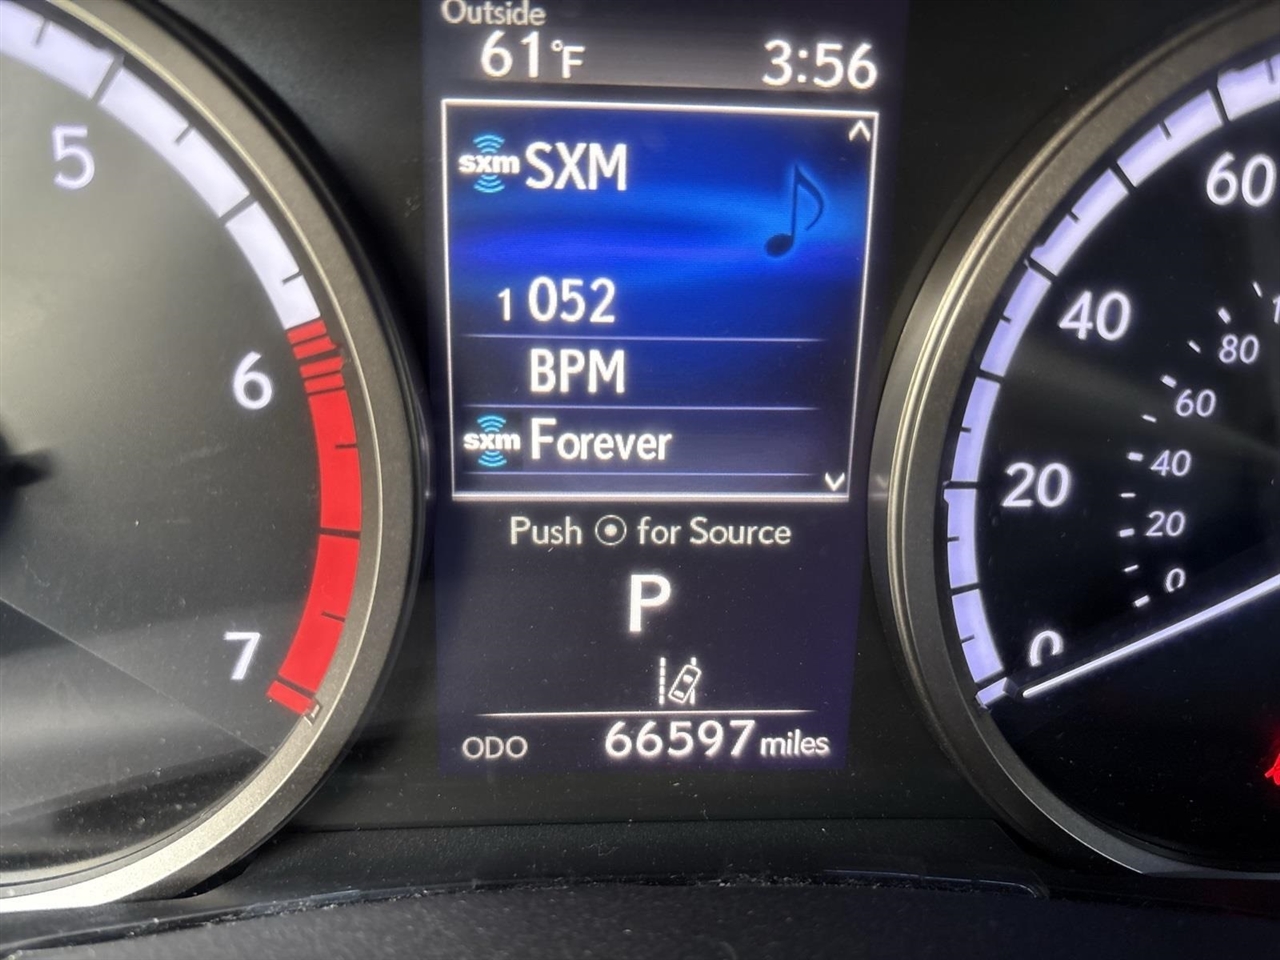 Outside
61°F 3:56
sxm SXM
1 052
BPM
sxm Forever
Push for Source
P
ODO 66597 miles
5
6
7
60
40
20
0
80
60
40
20
0